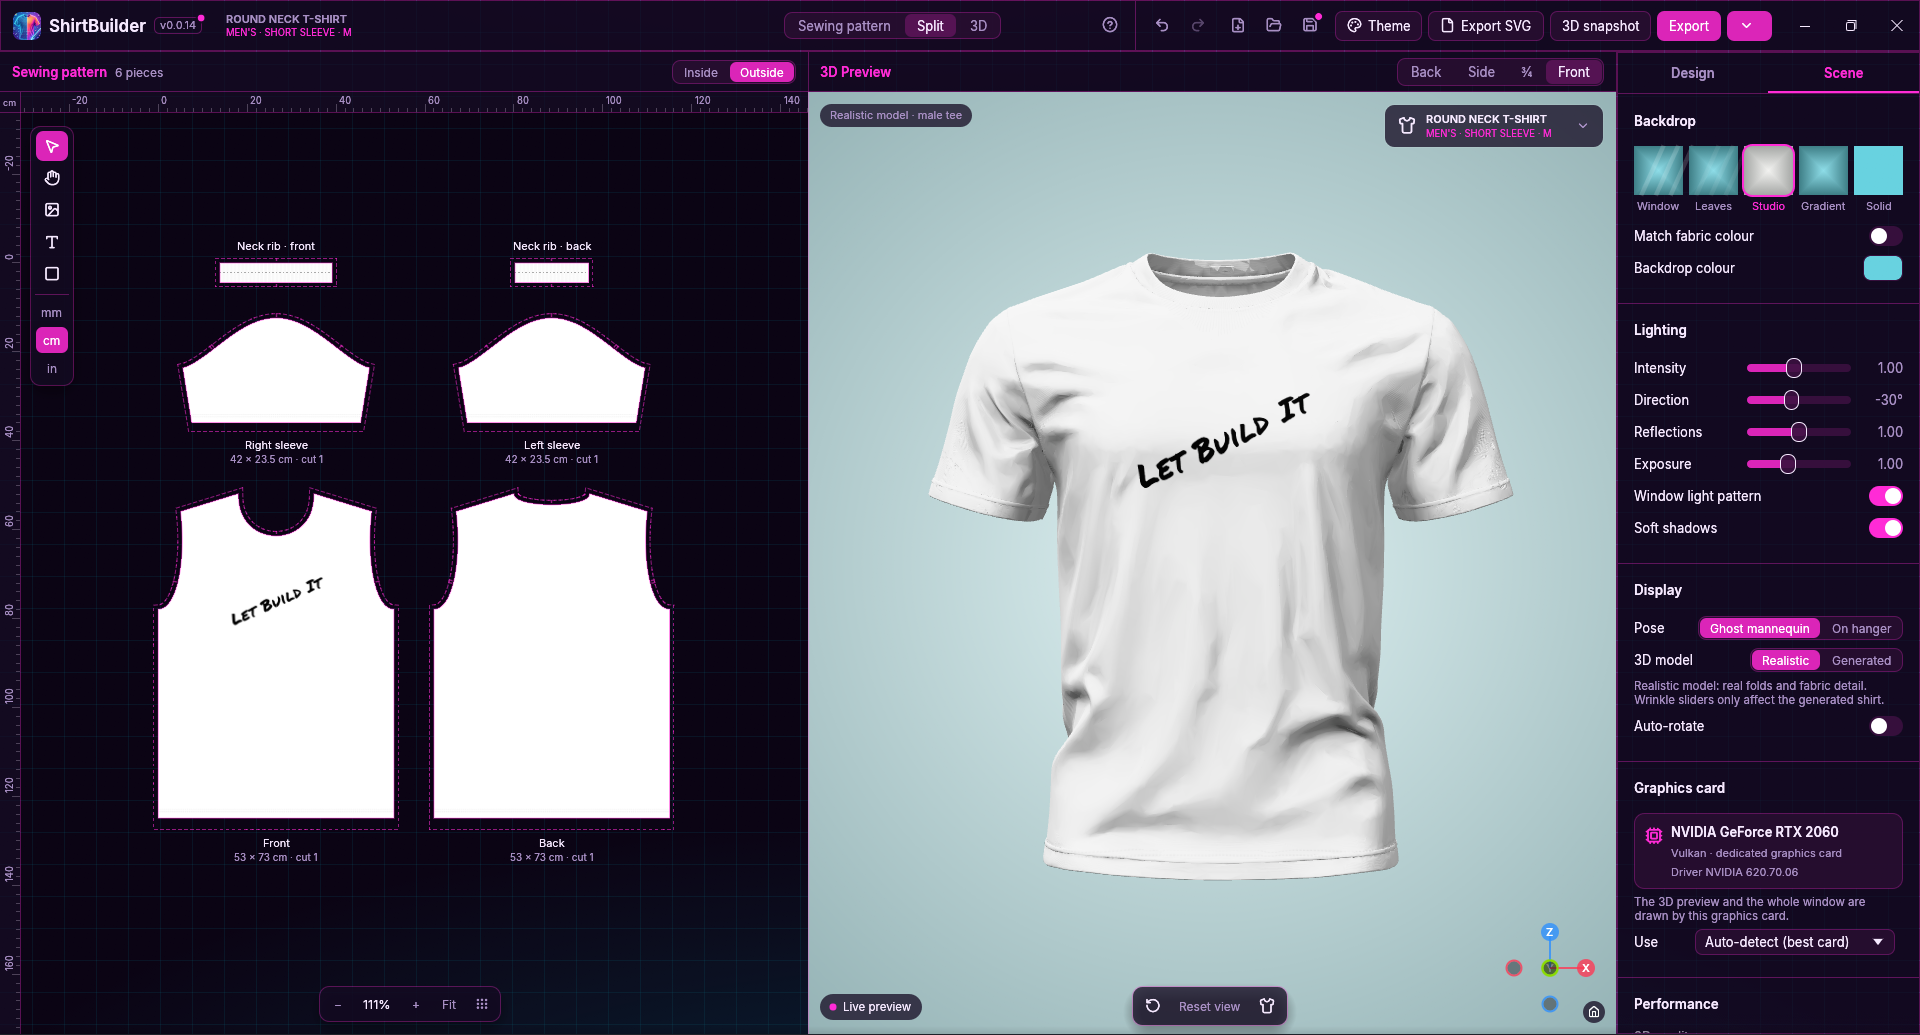 ShirtBuilder
v0.0.14
ROUND NECK T-SHIRT
MEN'S · SHORT SLEEVE · M
Sewing pattern
Split
3D
Theme
Export SVG
3D snapshot
Export
Sewing pattern
6 pieces
Inside
Outside
cm
-20
0
20
40
60
80
100
120
140
-20
0
20
40
60
80
100
120
140
160
T
mm
cm
in
Neck rib · front
Neck rib · back
Right sleeve
42 × 23.5 cm · cut 1
Left sleeve
42 × 23.5 cm · cut 1
LET BUILD IT
Front
53 × 73 cm · cut 1
Back
53 × 73 cm · cut 1
−
111%
+
Fit
3D Preview
Back
Side
¾
Front
Realistic model · male tee
ROUND NECK T-SHIRT
MEN'S · SHORT SLEEVE · M
LET BUILD IT
Z
Y
X
Live preview
Reset view
Design
Scene
Backdrop
Window
Leaves
Studio
Gradient
Solid
Match fabric colour
Backdrop colour
Lighting
Intensity
1.00
Direction
-30°
Reflections
1.00
Exposure
1.00
Window light pattern
Soft shadows
Display
Pose
Ghost mannequin
On hanger
3D model
Realistic
Generated
Realistic model: real folds and fabric detail.
Wrinkle sliders only affect the generated shirt.
Auto-rotate
Graphics card
NVIDIA GeForce RTX 2060
Vulkan · dedicated graphics card
Driver NVIDIA 620.70.06
The 3D preview and the whole window are
drawn by this graphics card.
Use
Auto-detect (best card)
Performance